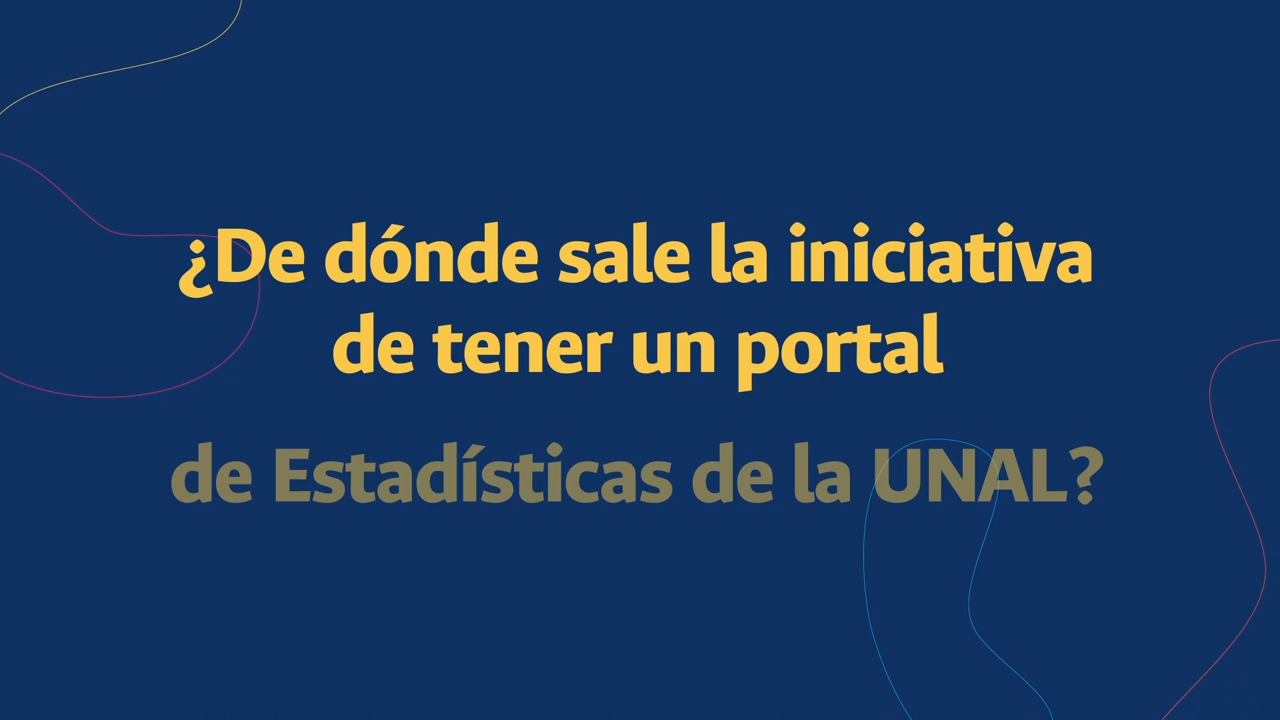 ¿De dónde sale la iniciativa
de tener un portal
de Estadísticas de la UNAL?